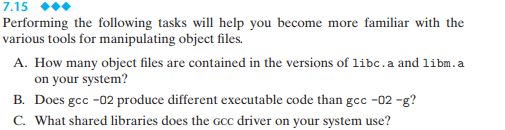 7.15 ◆◆◆
Performing the following tasks will help you become more familiar with the
various tools for manipulating object files.
A. How many object files are contained in the versions of libc.a and libm.a
on your system?
B. Does gcc -O2 produce different executable code than gcc -O2 -g?
C. What shared libraries does the GCC driver on your system use?